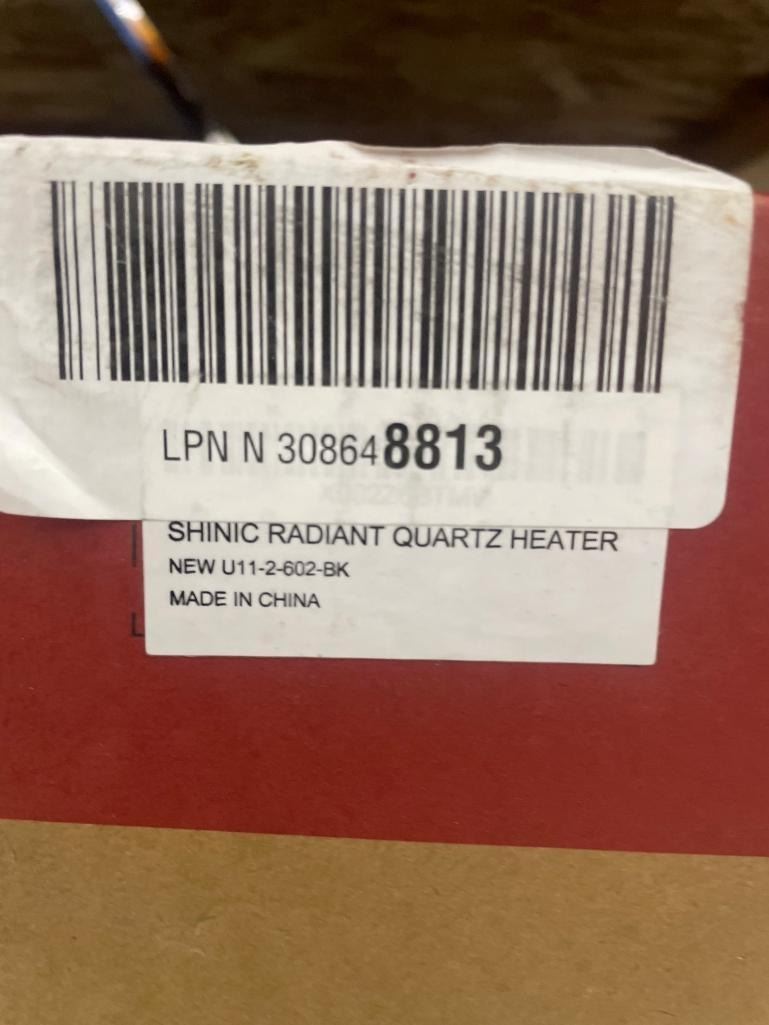 LPN N 308648813
SHINIC RADIANT QUARTZ HEATER
NEW U11-2-602-BK
MADE IN CHINA